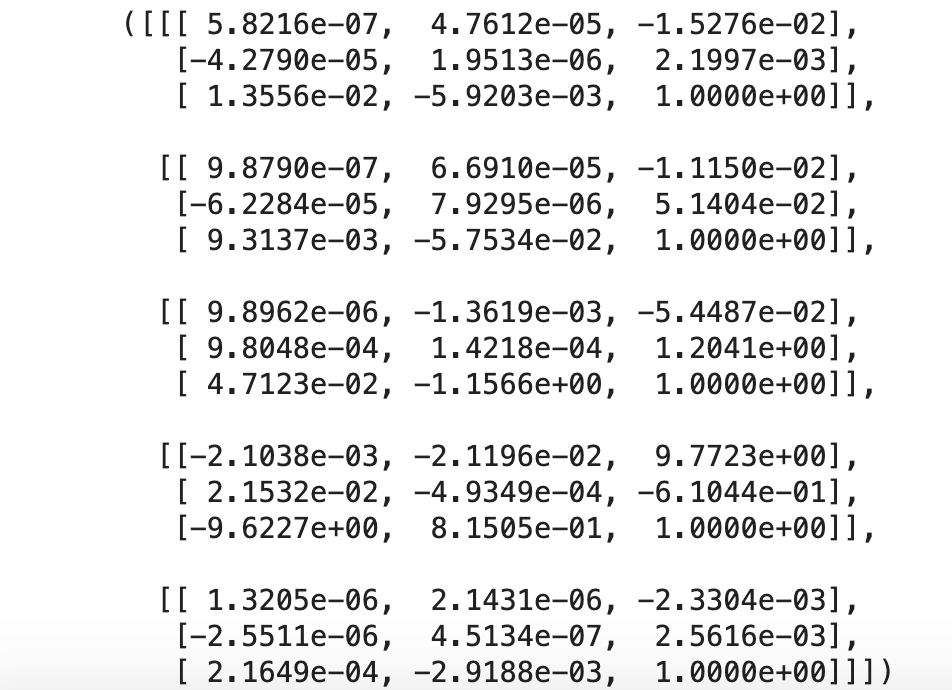 ([[[ 5.8216e-07,  4.7612e-05, -1.5276e-02],
[-4.2790e-05,  1.9513e-06,  2.1997e-03],
[ 1.3556e-02, -5.9203e-03,  1.0000e+00]],
[[ 9.8790e-07,  6.6910e-05, -1.1150e-02],
[-6.2284e-05,  7.9295e-06,  5.1404e-02],
[ 9.3137e-03, -5.7534e-02,  1.0000e+00]],
[[ 9.8962e-06, -1.3619e-03, -5.4487e-02],
[ 9.8048e-04,  1.4218e-04,  1.2041e+00],
[ 4.7123e-02, -1.1566e+00,  1.0000e+00]],
[[-2.1038e-03, -2.1196e-02,  9.7723e+00],
[ 2.1532e-02, -4.9349e-04, -6.1044e-01],
[-9.6227e+00,  8.1505e-01,  1.0000e+00]],
[[ 1.3205e-06,  2.1431e-06, -2.3304e-03],
[-2.5511e-06,  4.5134e-07,  2.5616e-03],
[ 2.1649e-04, -2.9188e-03,  1.0000e+00]]])